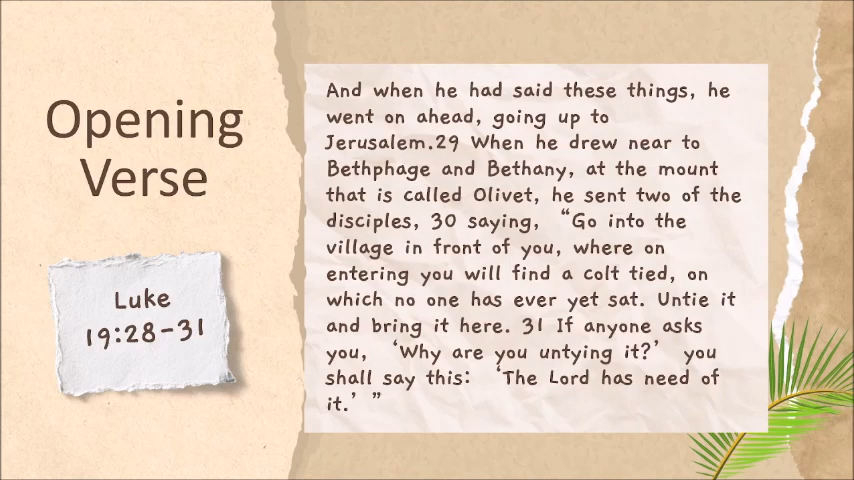 Opening
Verse
Luke
19:28-31
And when he had said these things, he
went on ahead, going up to
Jerusalem.29 When he drew near to
Bethphage and Bethany, at the mount
that is called Olivet, he sent two of the
disciples, 30 saying, “Go into the
village in front of you, where on
entering you will find a colt tied, on
which no one has ever yet sat. Untie it
and bring it here. 31 If anyone asks
you, ‘Why are you untying it?’ you
shall say this: ‘The Lord has need of
it.’ ”